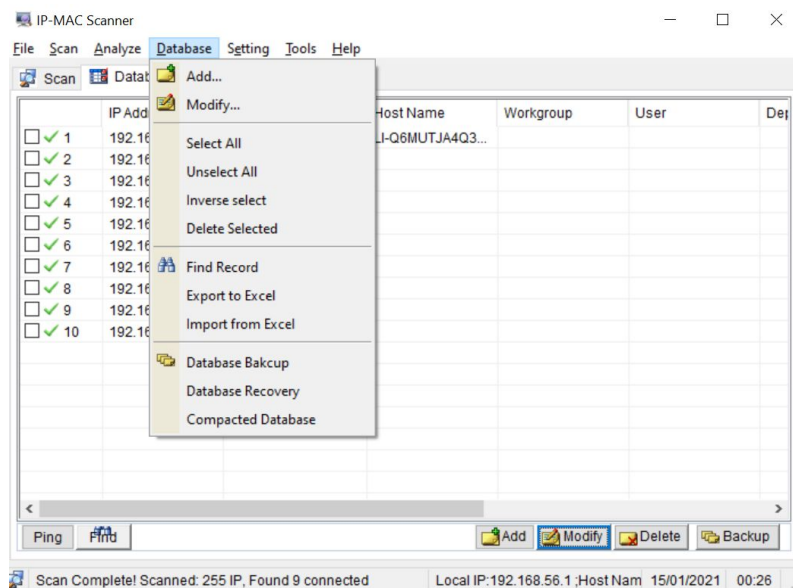 IP-MAC Scanner
File Scan Analyze Database Setting Tools Help
Scan Datab
Add...
Modify...
Select All
Unselect All
Inverse select
Delete Selected
Find Record
Export to Excel
Import from Excel
Database Bakcup
Database Recovery
Compacted Database
IP Addr Host Name Workgroup User Dep
1 192.16 LI-Q6MUTJA4Q3...
2 192.16
3 192.16
4 192.16
5 192.16
6 192.16
7 192.16
8 192.16
9 192.16
10 192.16
Ping Find Add Modify Delete Backup
Scan Complete! Scanned: 255 IP, Found 9 connected Local IP:192.168.56.1 ;Host Nam 15/01/2021 00:26